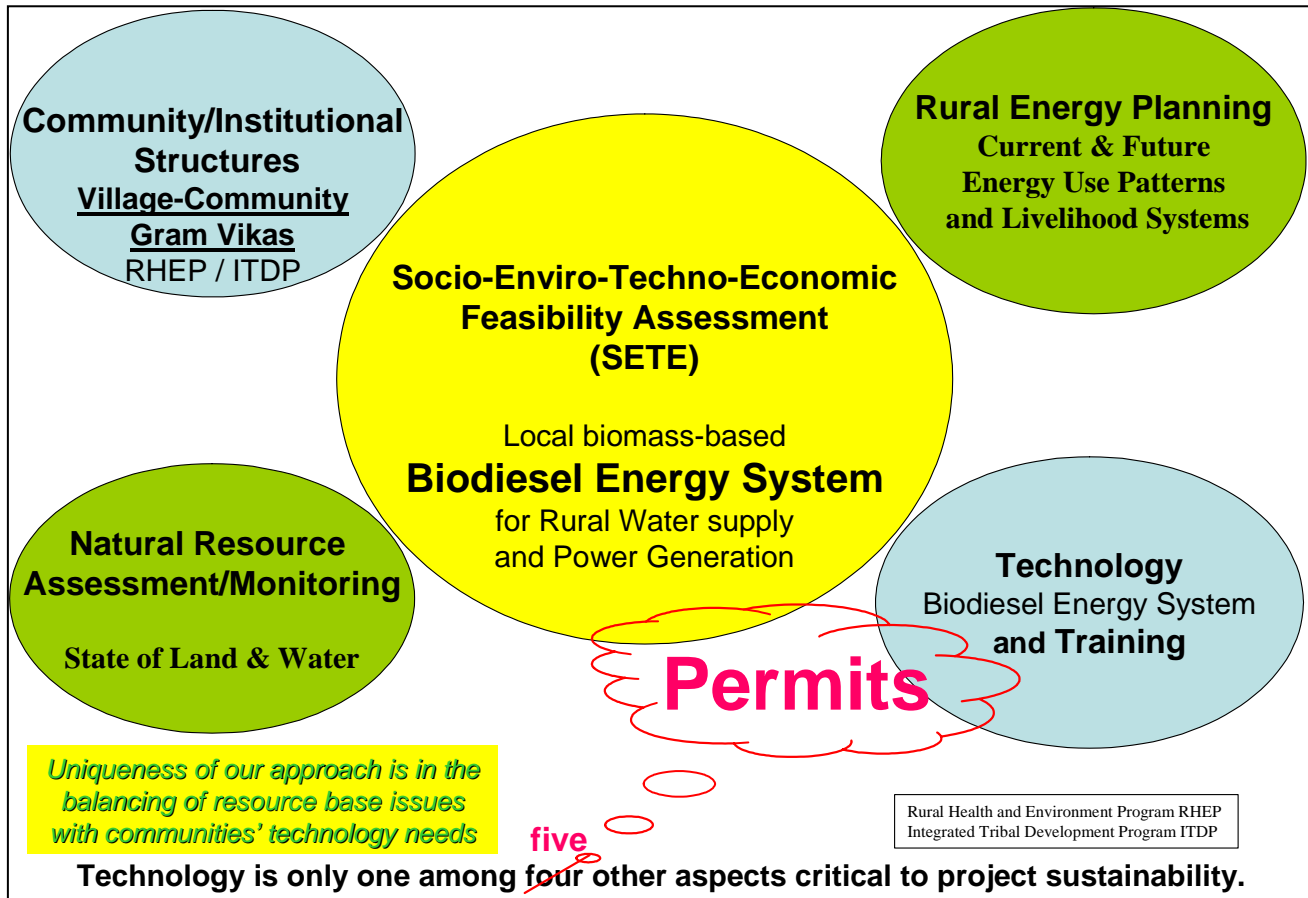 Community/Institutional
Structures
Village-Community
Gram Vikas
RHEP / ITDP
Rural Energy Planning
Current & Future
Energy Use Patterns
and Livelihood Systems
Socio-Enviro-Techno-Economic
Feasibility Assessment
(SETE)
Local biomass-based
Biodiesel Energy System
for Rural Water supply
and Power Generation
Natural Resource
Assessment/Monitoring
State of Land & Water
Technology
Biodiesel Energy System
and Training
Permits
Uniqueness of our approach is in the
balancing of resource base issues
with communities' technology needs
Rural Health and Environment Program RHEP
Integrated Tribal Development Program ITDP
five
Technology is only one among four other aspects critical to project sustainability.